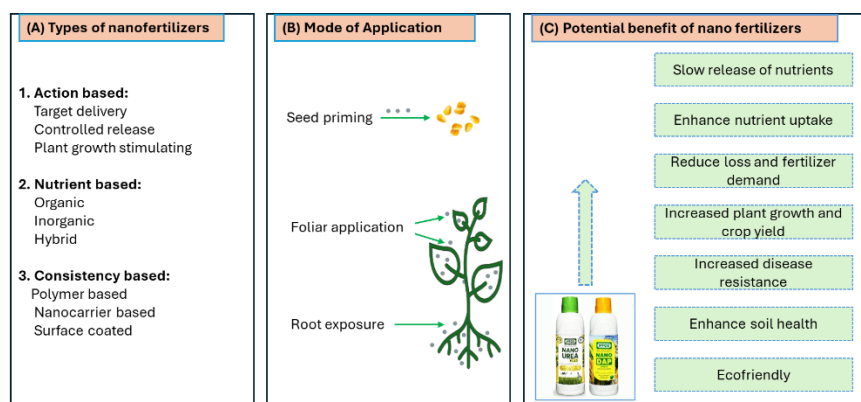 (A) Types of nanofertilizers
1. Action based:
Target delivery
Controlled release
Plant growth stimulating
2. Nutrient based:
Organic
Inorganic
Hybrid
3. Consistency based:
Polymer based
Nanocarrier based
Surface coated
(B) Mode of Application
Seed priming
Foliar application
Root exposure
(C) Potential benefit of nano fertilizers
Slow release of nutrients
Enhance nutrient uptake
Reduce loss and fertilizer
demand
Increased plant growth and
crop yield
Increased disease
resistance
Enhance soil health
Ecofriendly
NANO
UREA
NANO
DAP